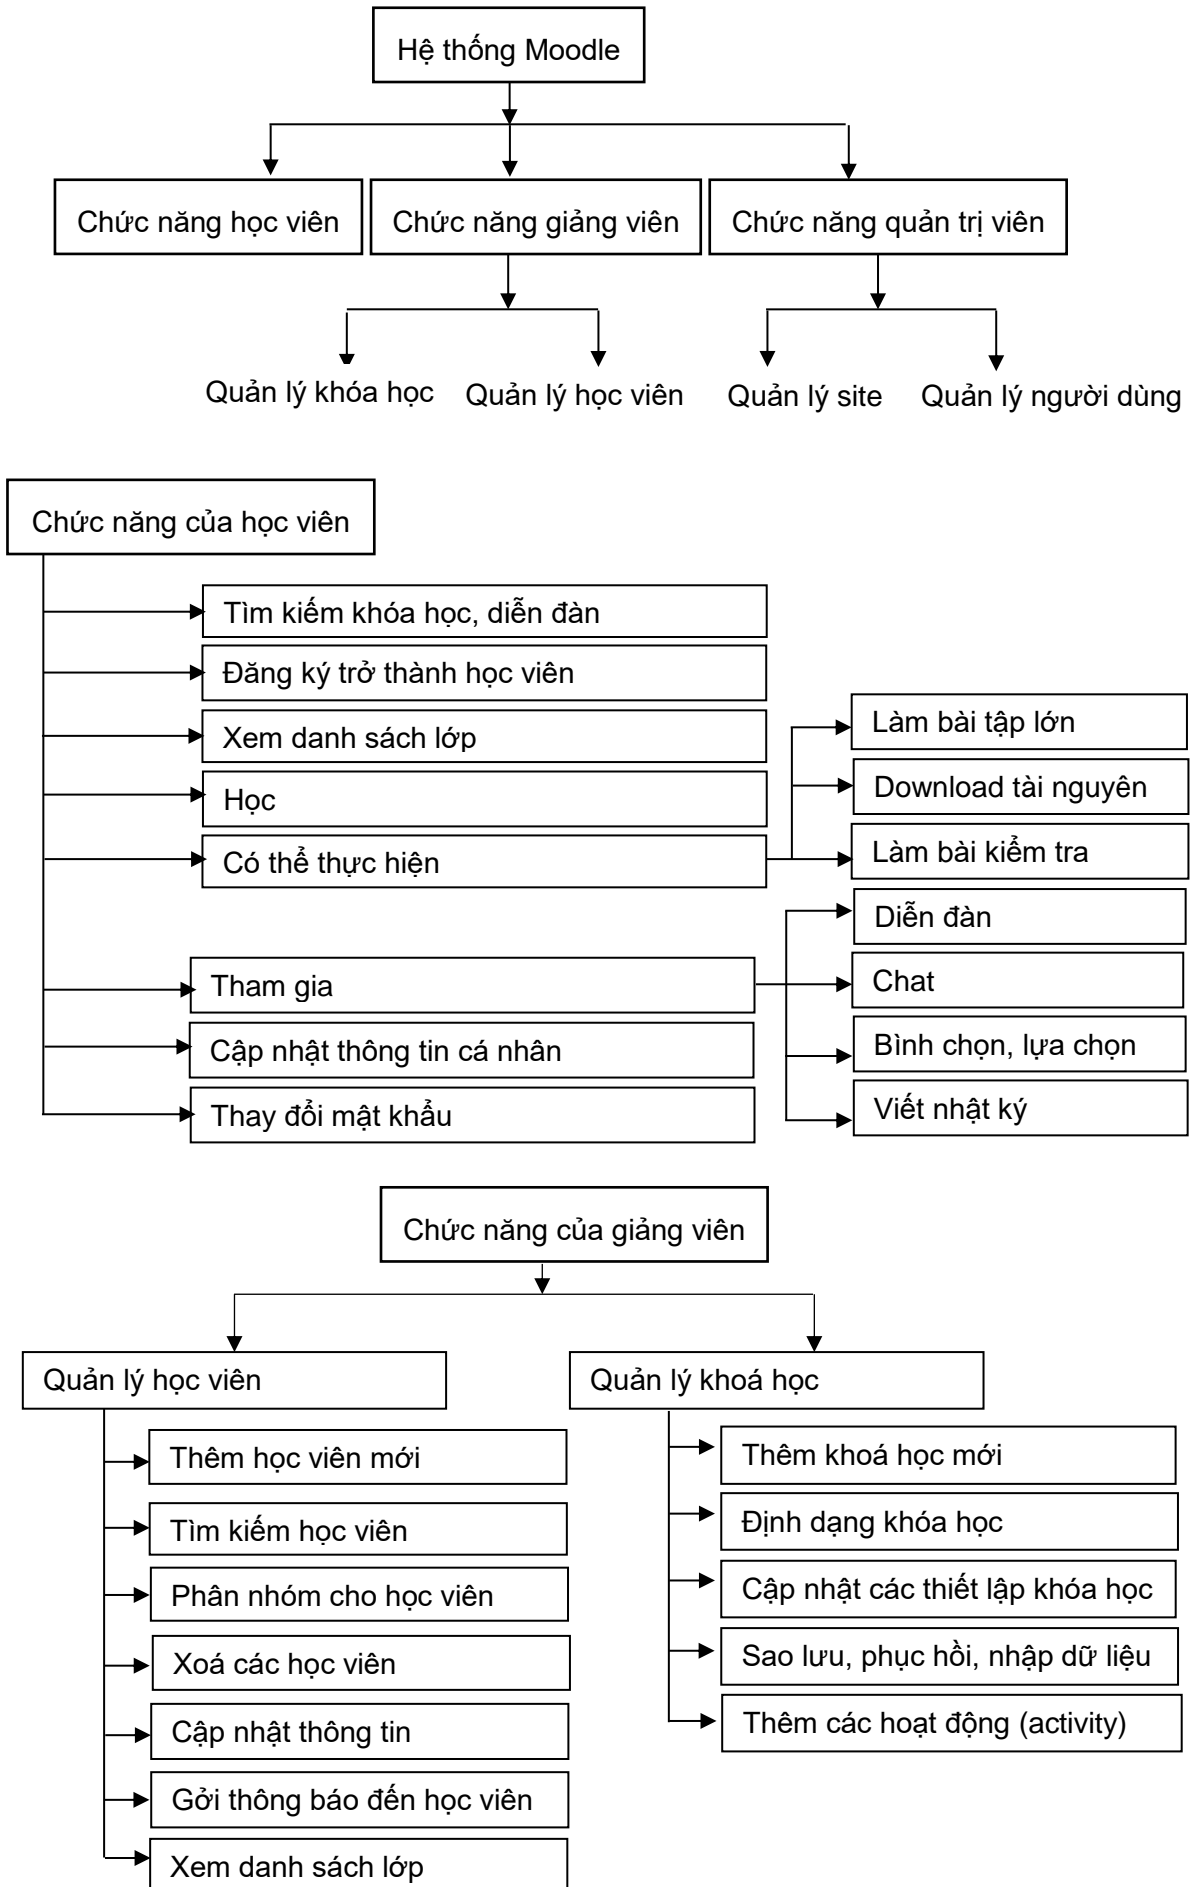 Hệ thống Moodle
Chức năng học viên
Chức năng giảng viên
Chức năng quản trị viên
Quản lý khóa học
Quản lý học viên
Quản lý site
Quản lý người dùng
Chức năng của học viên
Tìm kiếm khóa học, diễn đàn
Đăng ký trở thành học viên
Xem danh sách lớp
Học
Có thể thực hiện
Làm bài tập lớn
Download tài nguyên
Làm bài kiểm tra
Tham gia
Diễn đàn
Chat
Bình chọn, lựa chọn
Viết nhật ký
Cập nhật thông tin cá nhân
Thay đổi mật khẩu
Chức năng của giảng viên
Quản lý học viên
Thêm học viên mới
Tìm kiếm học viên
Phân nhóm cho học viên
Xoá các học viên
Cập nhật thông tin
Gởi thông báo đến học viên
Xem danh sách lớp
Quản lý khoá học
Thêm khoá học mới
Định dạng khóa học
Cập nhật các thiết lập khóa học
Sao lưu, phục hồi, nhập dữ liệu
Thêm các hoạt động (activity)